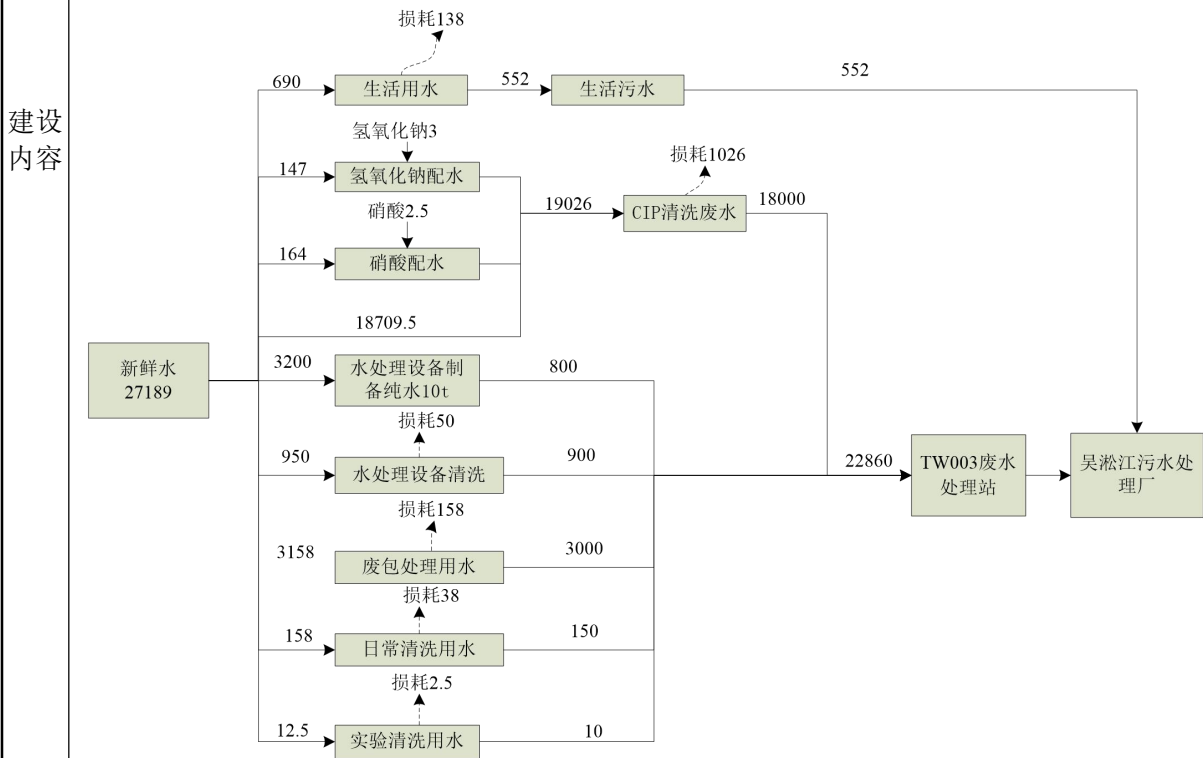 建设
内容
损耗138
690
生活用水
552
生活污水
552
氢氧化钠3
147
氢氧化钠配水
硝酸2.5
164
硝酸配水
18709.5
19026
损耗1026
CIP清洗废水
18000
新鲜水
27189
3200
水处理设备制
备纯水10t
800
损耗50
950
水处理设备清洗
900
损耗158
3158
废包处理用水
3000
损耗38
158
日常清洗用水
150
损耗2.5
12.5
实验清洗用水
10
22860
TW003废水
处理站
吴淞江污水处
理厂